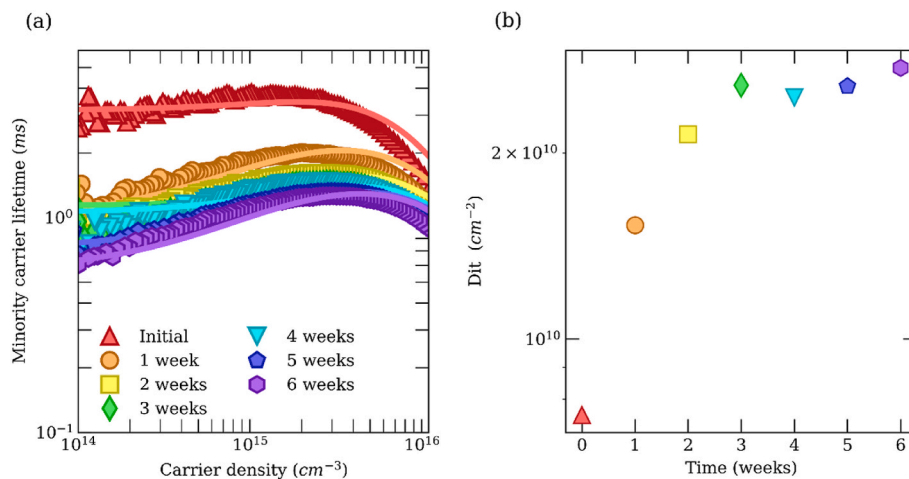 (a)
(b)
Minority carrier lifetime (ms)
10⁰
10⁻¹
Initial
1 week
2 weeks
3 weeks
4 weeks
5 weeks
6 weeks
10¹⁴
10¹⁵
10¹⁶
Carrier density (cm⁻³)
Dit (cm⁻²)
2 × 10¹⁰
10¹⁰
0 1 2 3 4 5 6
Time (weeks)